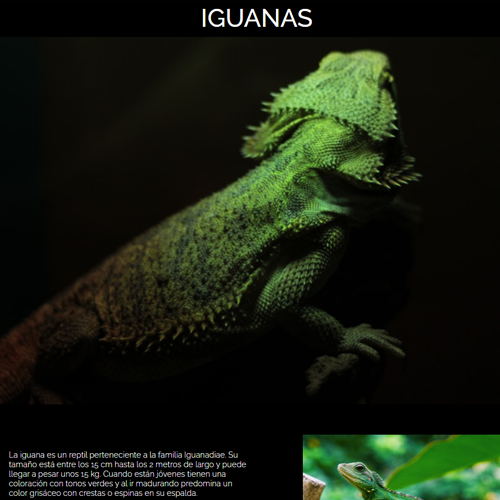 IGUANAS
La iguana es un reptil perteneciente a la familia Iguanadiae. Su
tamaño está entre los 15 cm hasta los 2 metros de largo y puede
llegar a pesar unos 15 kg. Cuando están jóvenes tienen una
coloración con tonos verdes y al ir madurando predomina un
color grisáceo con crestas o espinas en su espalda.